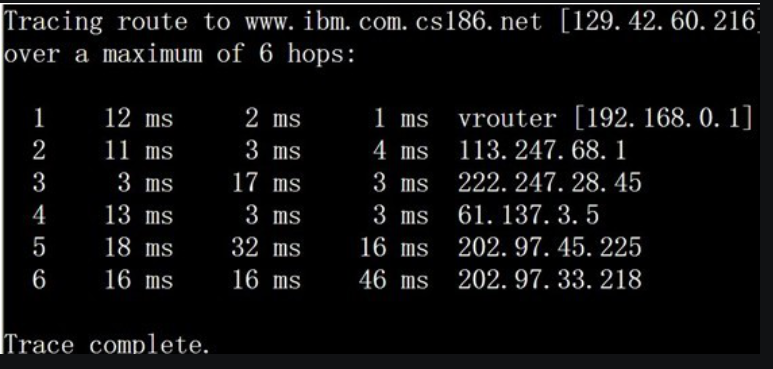 Tracing route to www.ibm.com.cs186.net [129.42.60.216]
over a maximum of 6 hops:
1 12 ms 2 ms 1 ms vrouter [192.168.0.1]
2 11 ms 3 ms 4 ms 113.247.68.1
3 3 ms 17 ms 3 ms 222.247.28.45
4 13 ms 3 ms 3 ms 61.137.3.5
5 18 ms 32 ms 16 ms 202.97.45.225
6 16 ms 16 ms 46 ms 202.97.33.218
Trace complete.